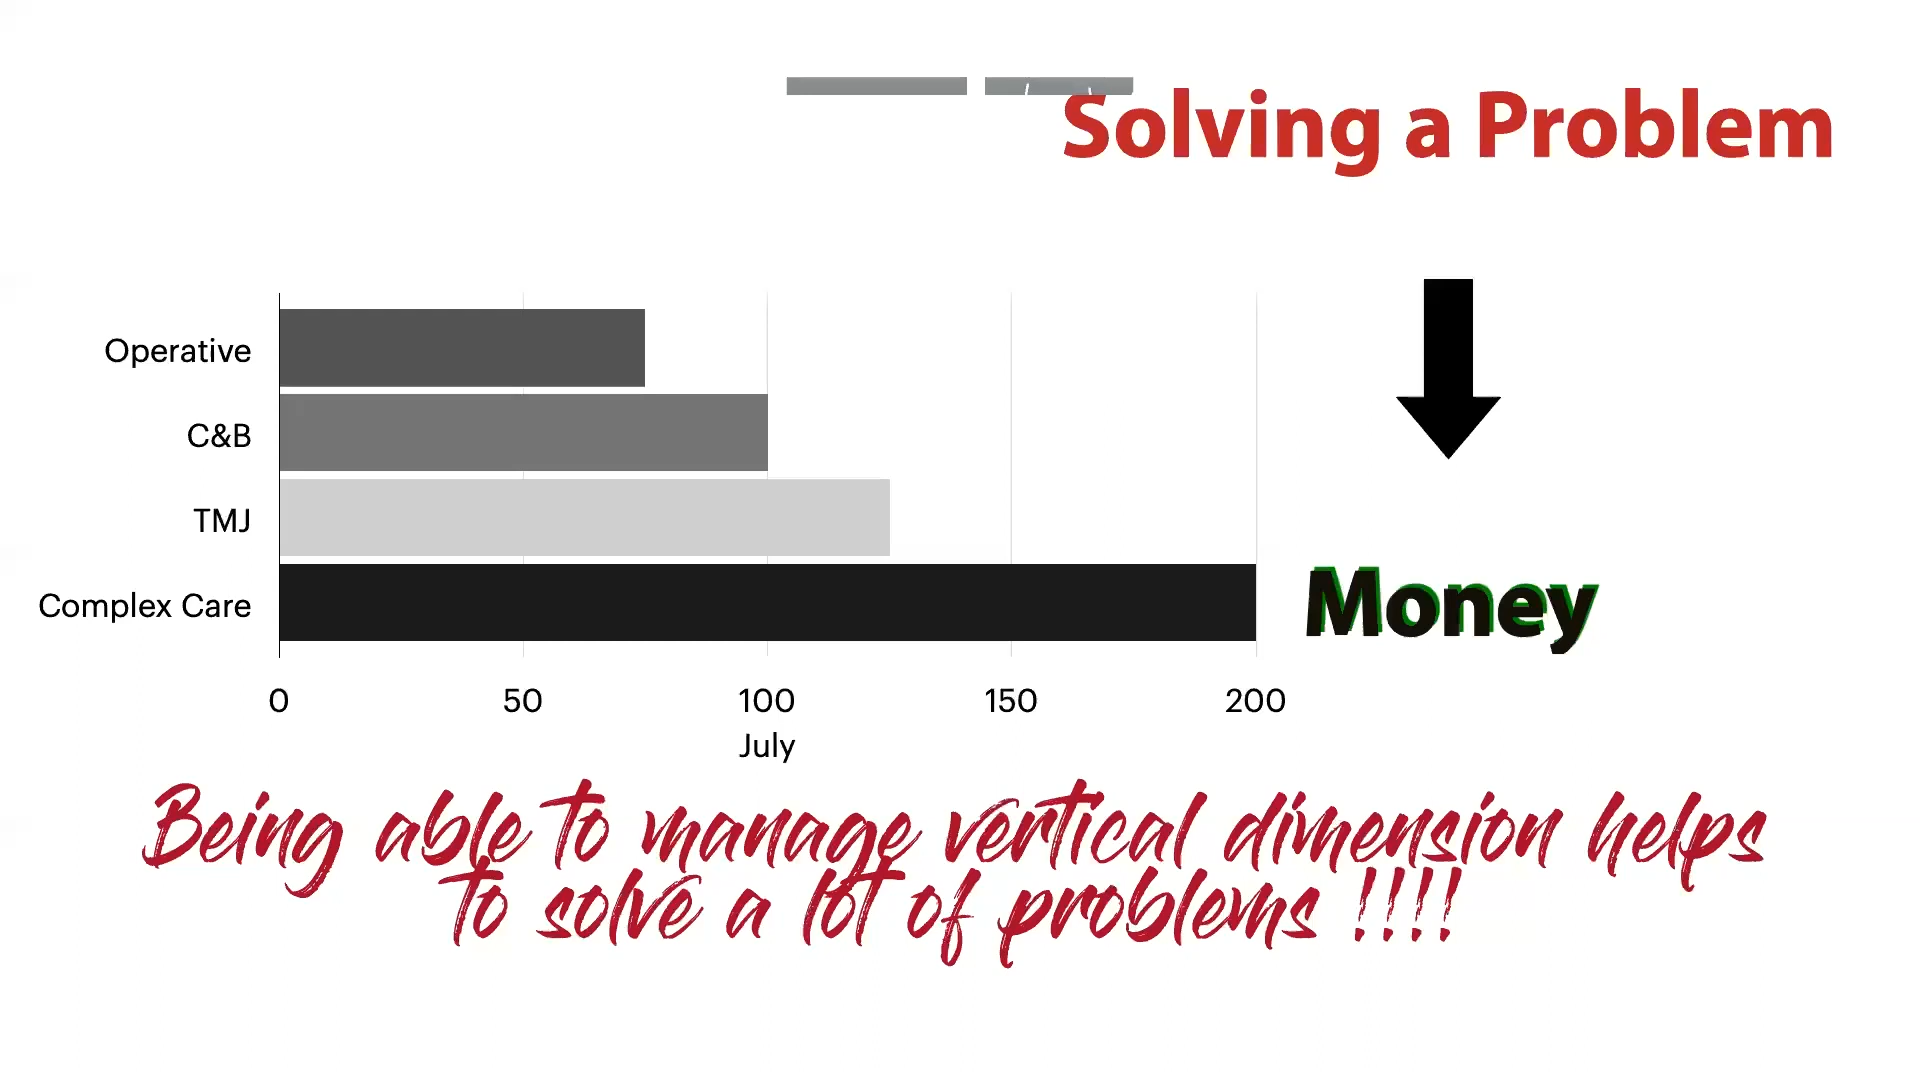 Solving a Problem
Operative
C&B
TMJ
Complex Care
Money
0 50 100 150 200
July
Being able to manage vertical dimension helps
to solve a lot of problems !!!!